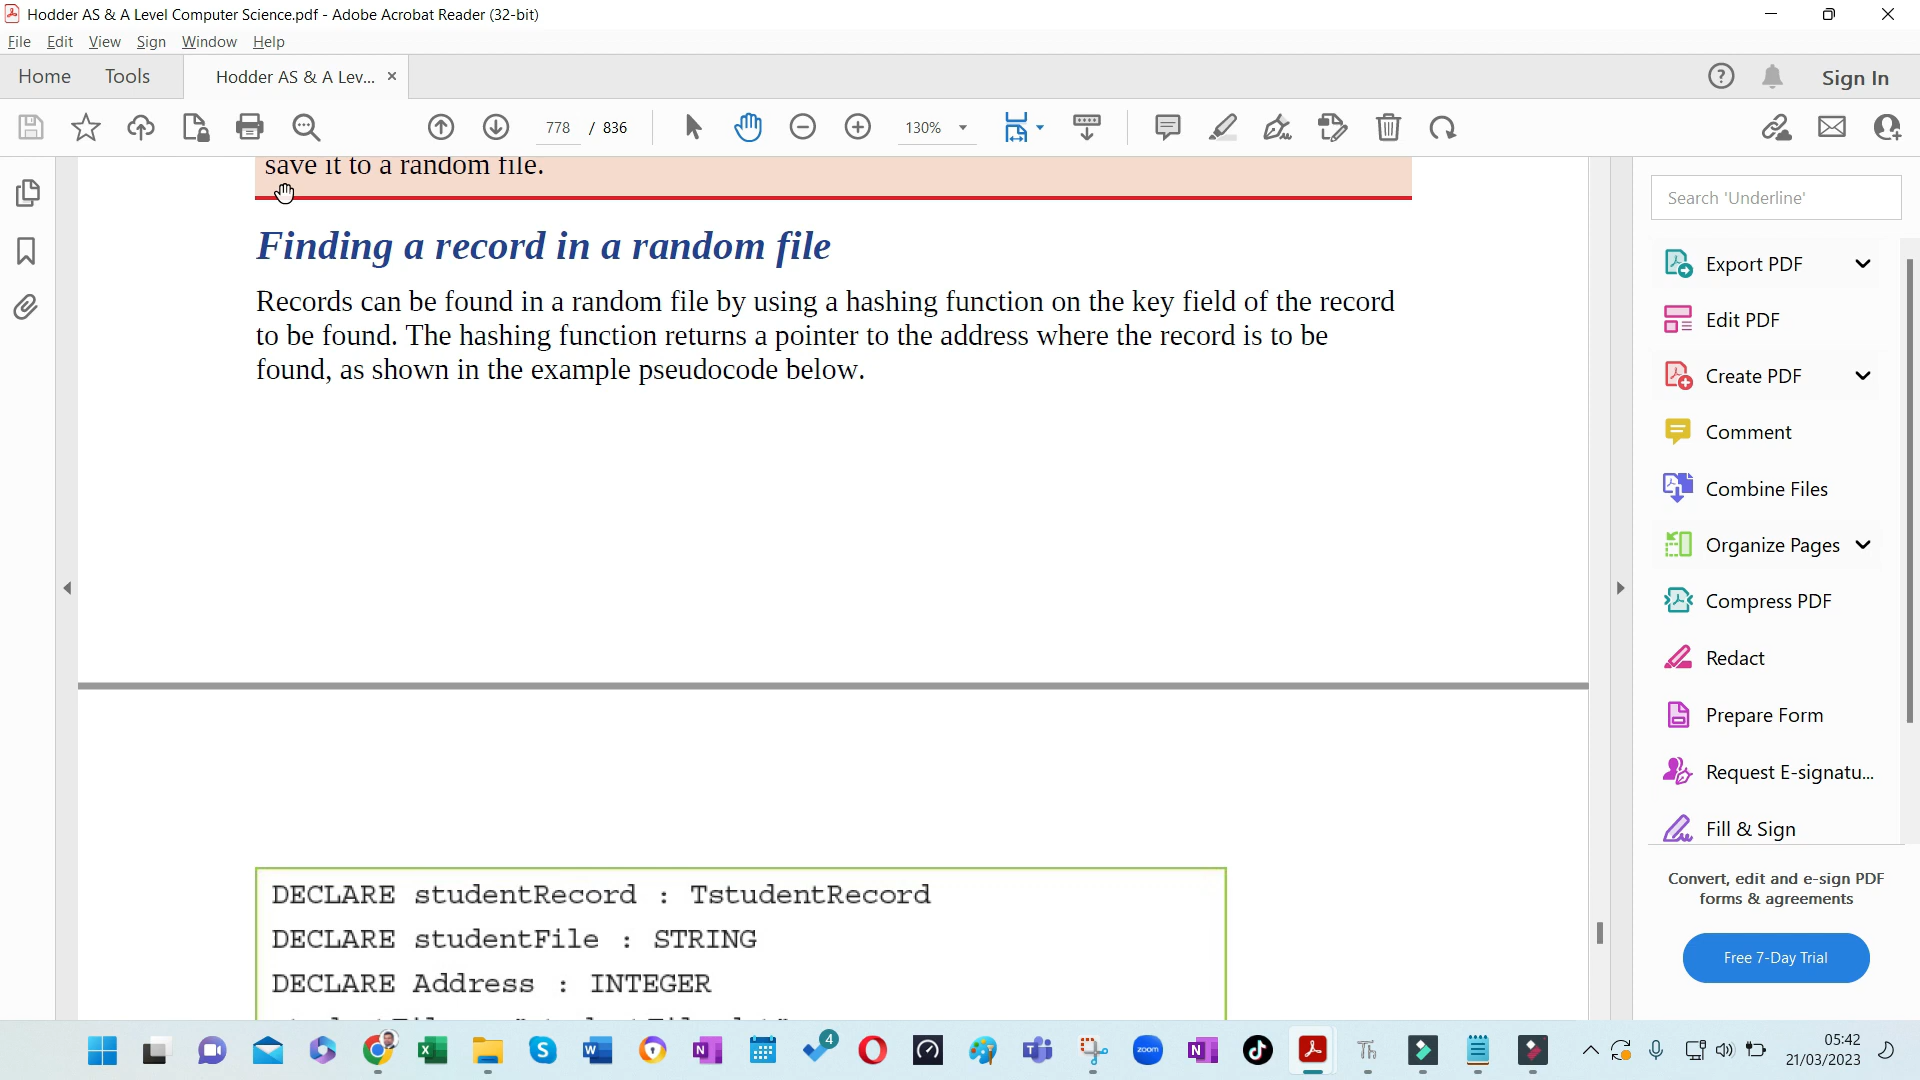 Hodder AS & A Level Computer Science.pdf - Adobe Acrobat Reader (32-bit)
File Edit View Sign Window Help
Home Tools Hodder AS & A Lev... × Sign In
778 / 836 130%
save it to a random file.
Finding a record in a random file
Records can be found in a random file by using a hashing function on the key field of the record
to be found. The hashing function returns a pointer to the address where the record is to be
found, as shown in the example pseudocode below.
DECLARE studentRecord : TstudentRecord
DECLARE studentFile : STRING
DECLARE Address : INTEGER
Search 'Underline'
Export PDF
Edit PDF
Create PDF
Comment
Combine Files
Organize Pages
Compress PDF
Redact
Prepare Form
Request E-signatu...
Fill & Sign
Convert, edit and e-sign PDF
forms & agreements
Free 7-Day Trial
4
zoom
Th
05:42
21/03/2023